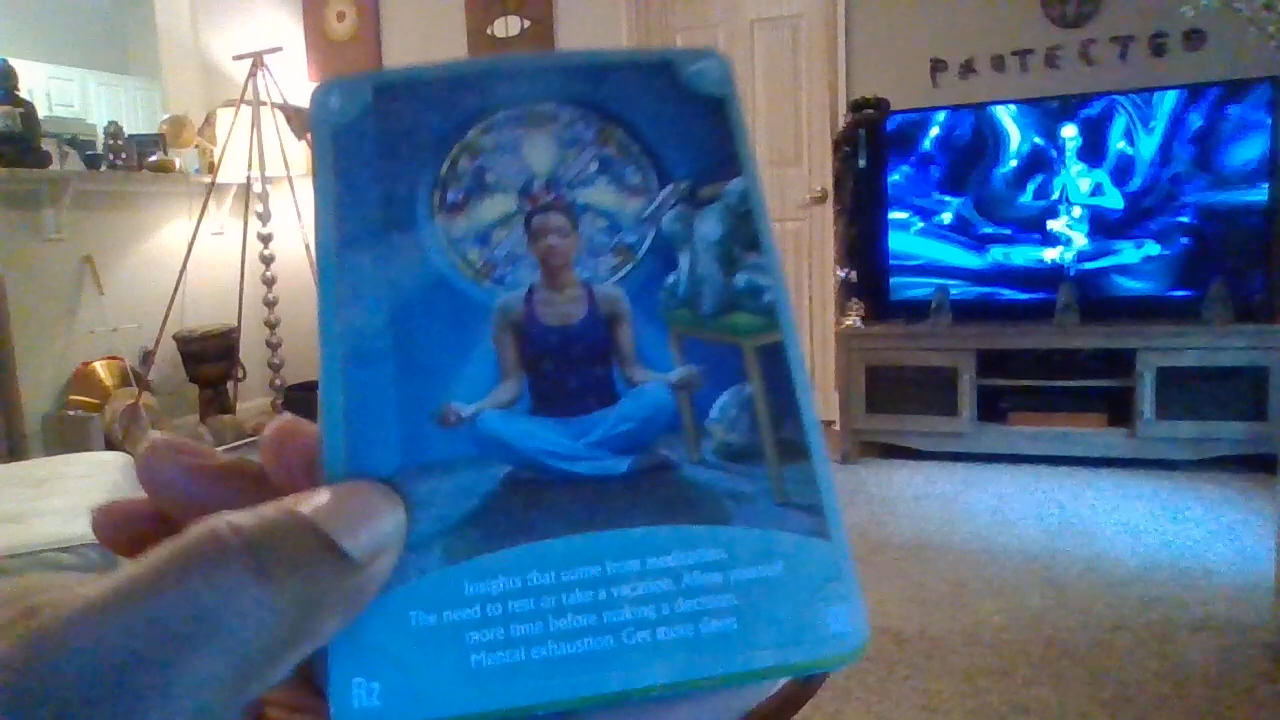 PROTECTED
Insights that come from meditation.
The need to rest or take a vacation. Allow yourself
more time before making a decision.
Mental exhaustion. Get more sleep.